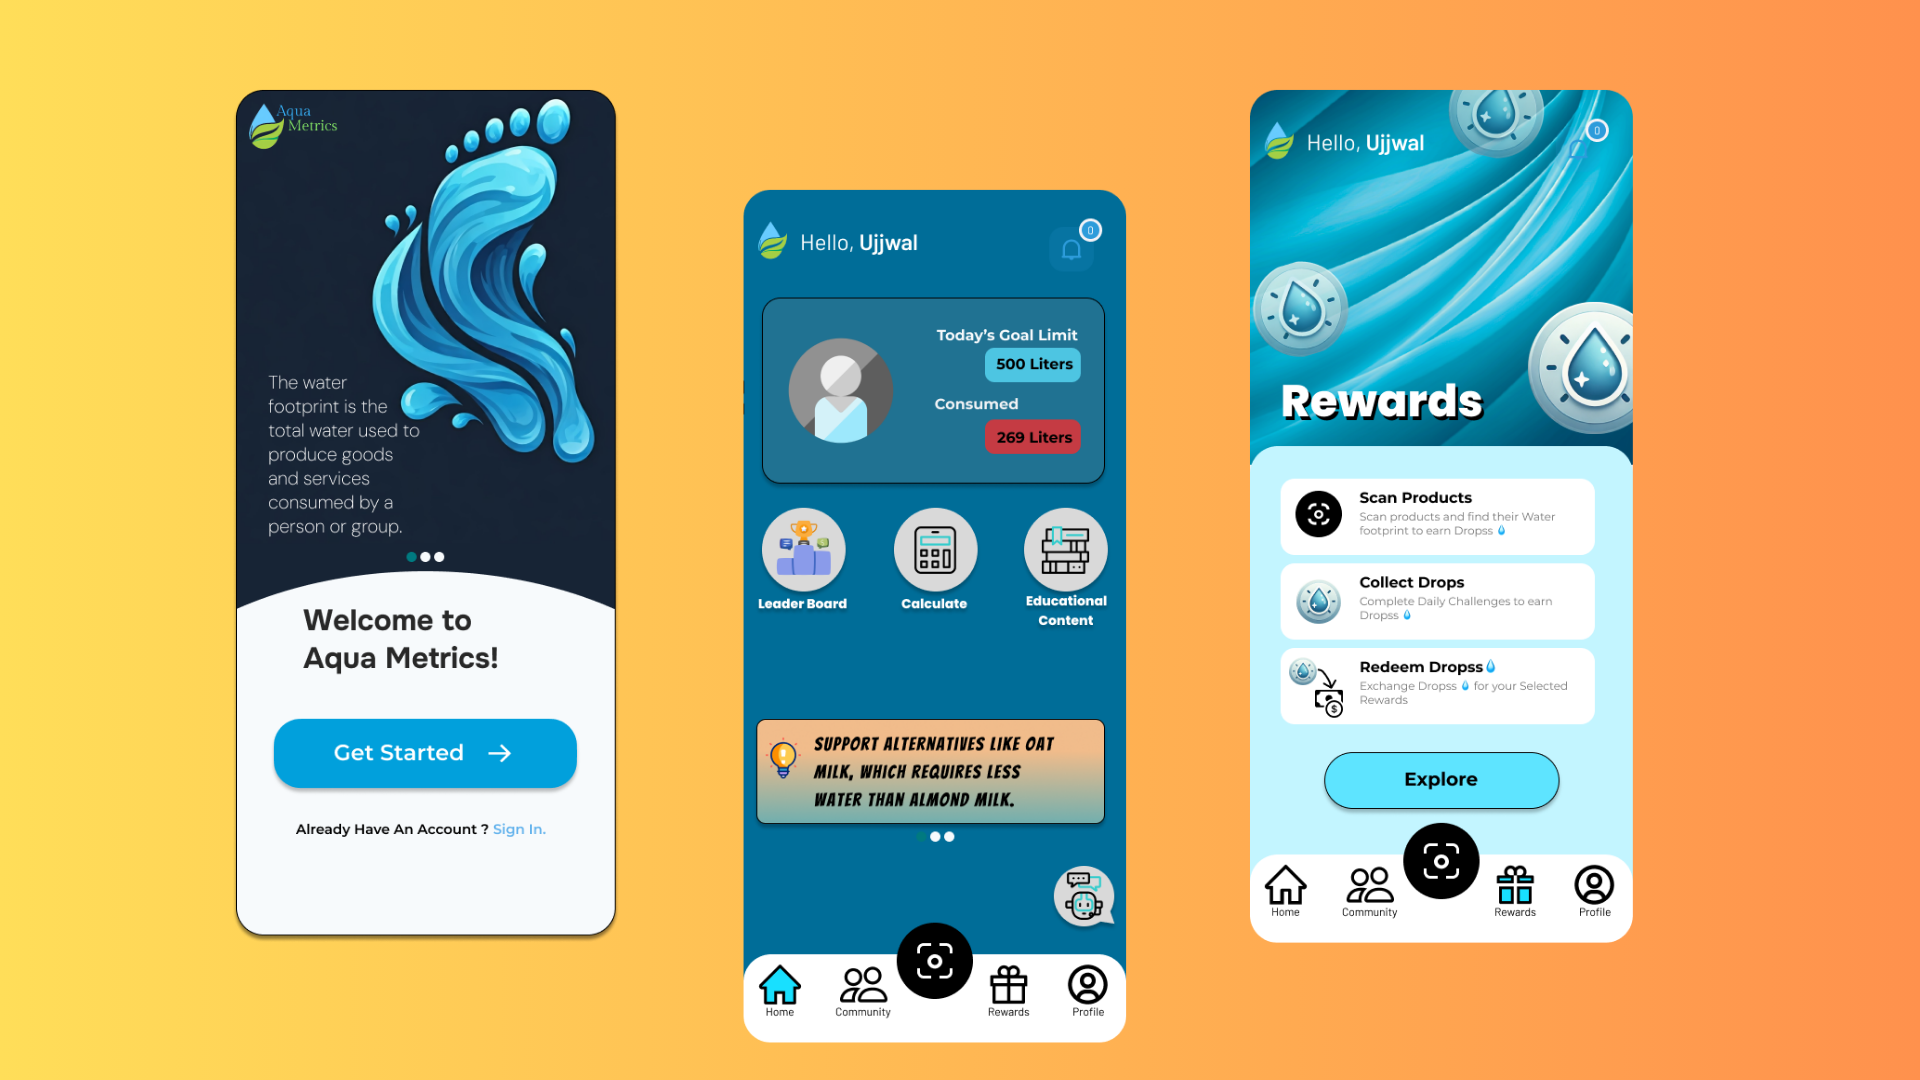 Aqua
Metrics
The water
footprint is the
total water used to
produce goods
and services
consumed by a
person or group.
Welcome to
Aqua Metrics!
Get Started
Already Have An Account ? Sign In.
Hello, Ujjwal
0
Today's Goal Limit
500 Liters
Consumed
269 Liters
Leader Board
Calculate
Educational
Content
SUPPORT ALTERNATIVES LIKE OAT
MILK, WHICH REQUIRES LESS
WATER THAN ALMOND MILK.
Home
Community
Rewards
Profile
Hello, Ujjwal
0
Rewards
Scan Products
Scan products and find their Water
footprint to earn Dropss
Collect Drops
Complete Daily Challenges to earn
Dropss
Redeem Dropss
Exchange Dropss for your Selected
Rewards
$
Explore
Home
Community
Rewards
Profile